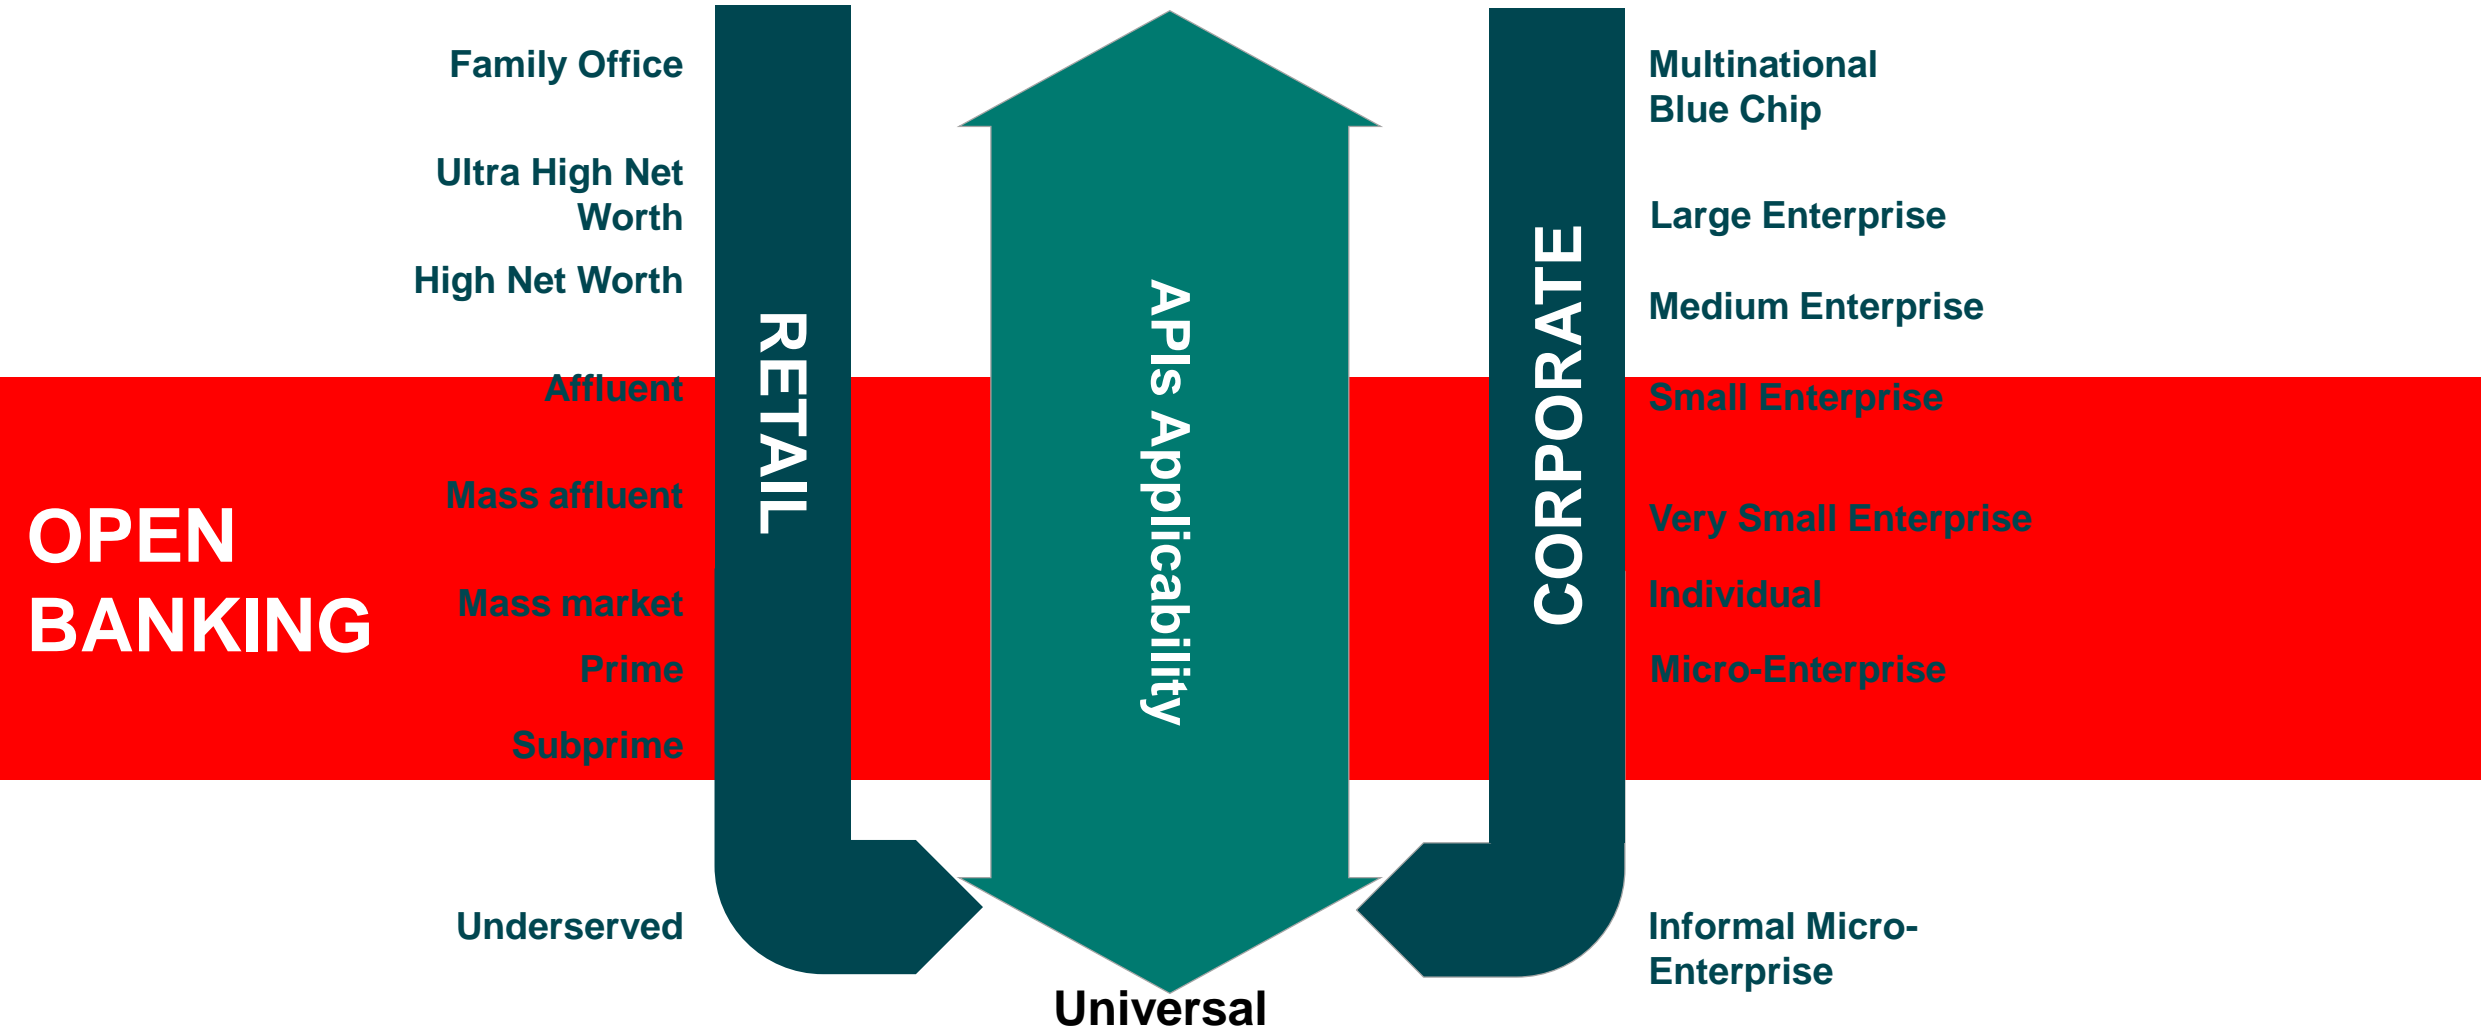 Family Office
Ultra High Net
Worth
High Net Worth
Affluent
Mass affluent
Mass market
Prime
Subprime
Underserved
OPEN
BANKING
RETAIL
APIs Applicability
Universal
CORPORATE
Multinational
Blue Chip
Large Enterprise
Medium Enterprise
Small Enterprise
Very Small Enterprise
Individual
Micro-Enterprise
Informal Micro-
Enterprise